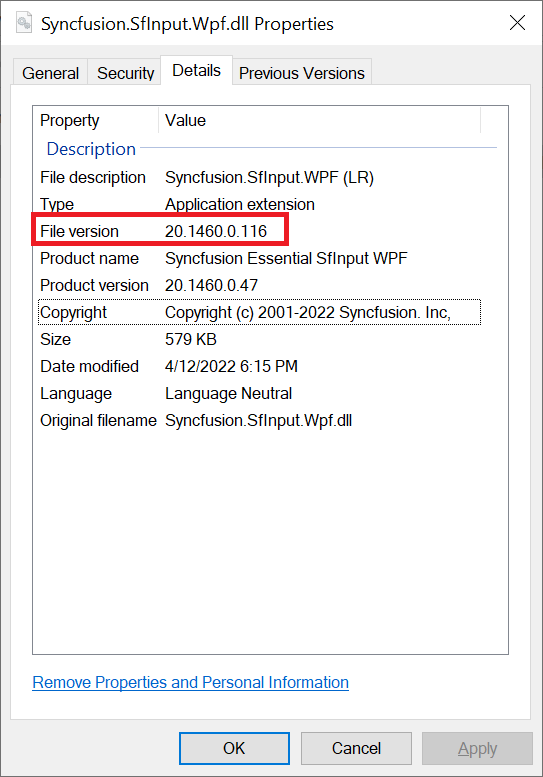 Syncfusion.SfInput.Wpf.dll Properties
General Security Details Previous Versions
Property Value
Description
File description Syncfusion.SfInput.WPF (LR)
Type Application extension
File version 20.1460.0.116
Product name Syncfusion Essential SfInput WPF
Product version 20.1460.0.47
Copyright Copyright (c) 2001-2022 Syncfusion. Inc,
Size 579 KB
Date modified 4/12/2022 6:15 PM
Language Language Neutral
Original filename Syncfusion.SfInput.Wpf.dll
Remove Properties and Personal Information
OK Cancel Apply